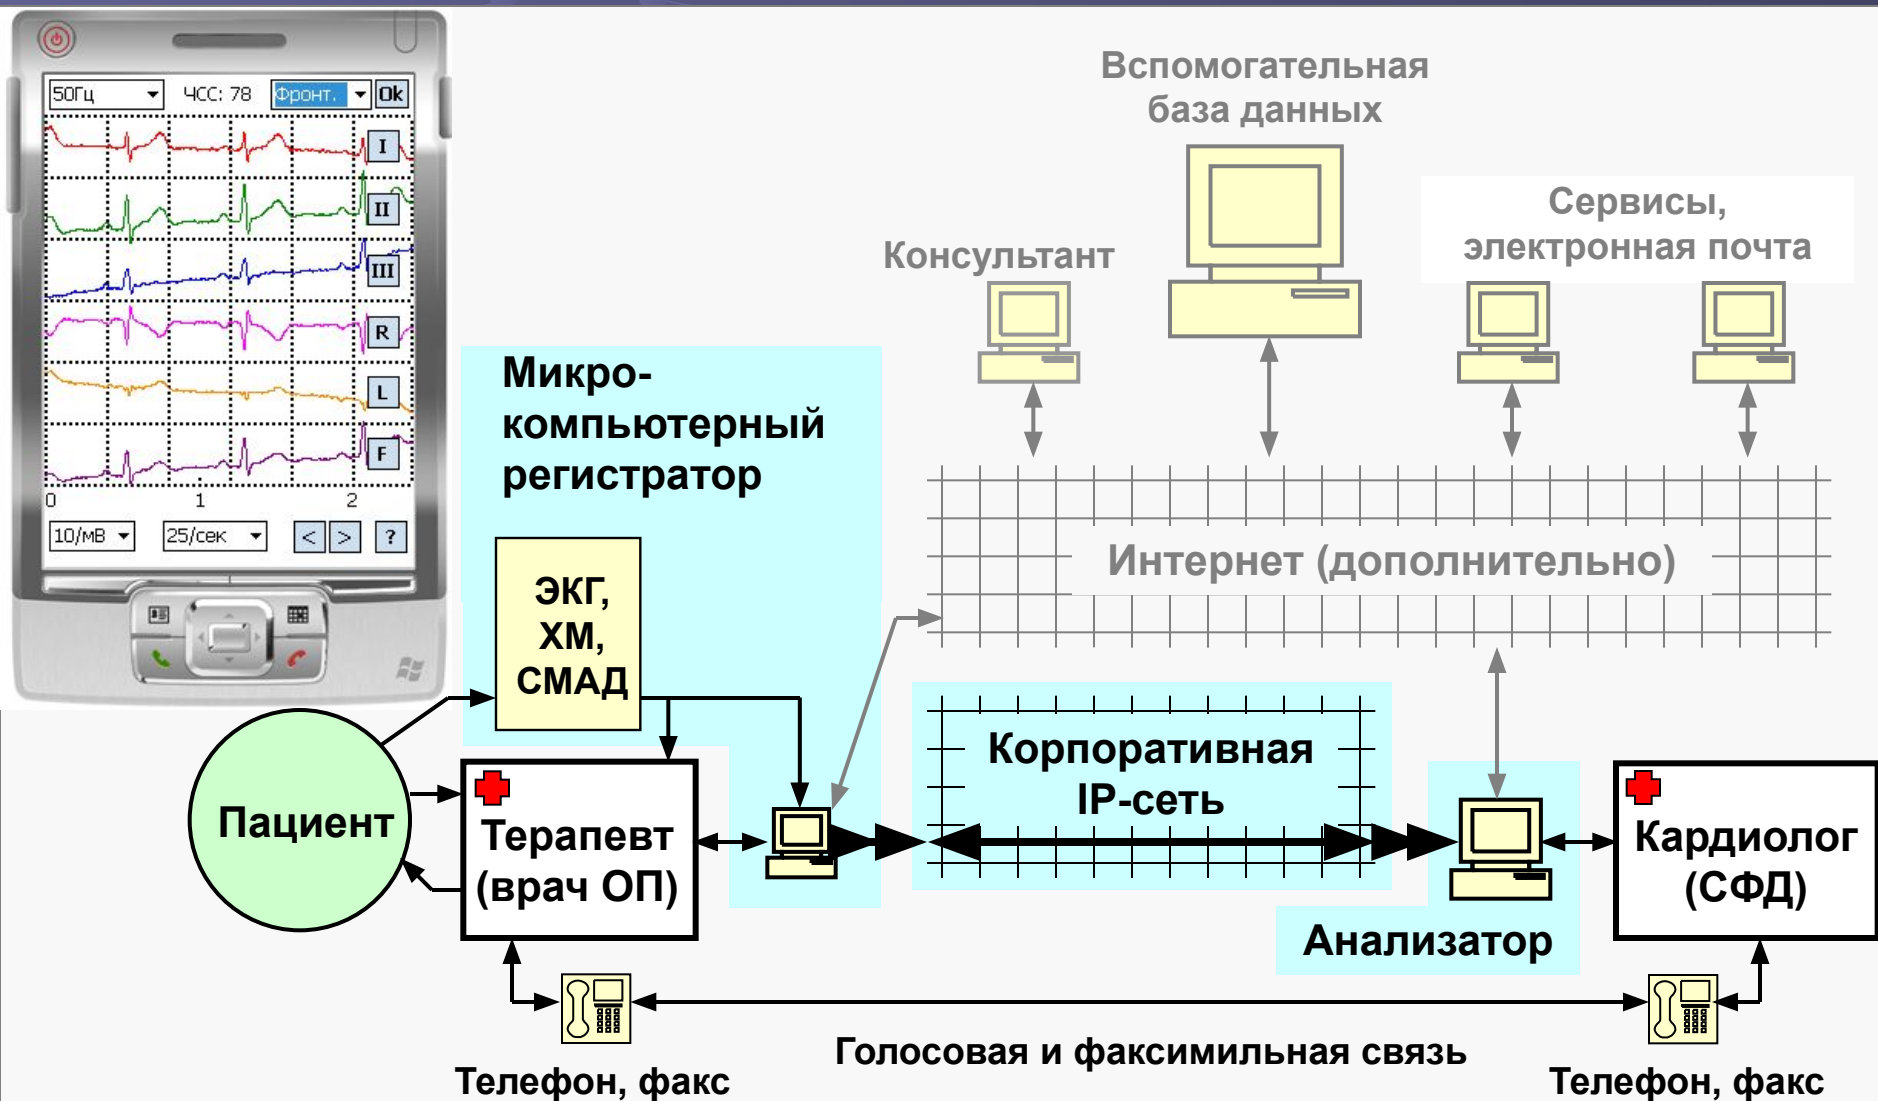 50Гц
ЧСС: 78
Фронт.
Ok
I
II
III
R
L
F
0 1 2
10/мВ
25/сек
< > ?
Вспомогательная
база данных
Консультант
Сервисы,
электронная почта
Микро-
компьютерный
регистратор
ЭКГ,
ХМ,
СМАД
Интернет (дополнительно)
Корпоративная
IP-сеть
Пациент
Терапевт
(врач ОП)
Кардиолог
(СФД)
Анализатор
Голосовая и факсимильная связь
Телефон, факс
Телефон, факс